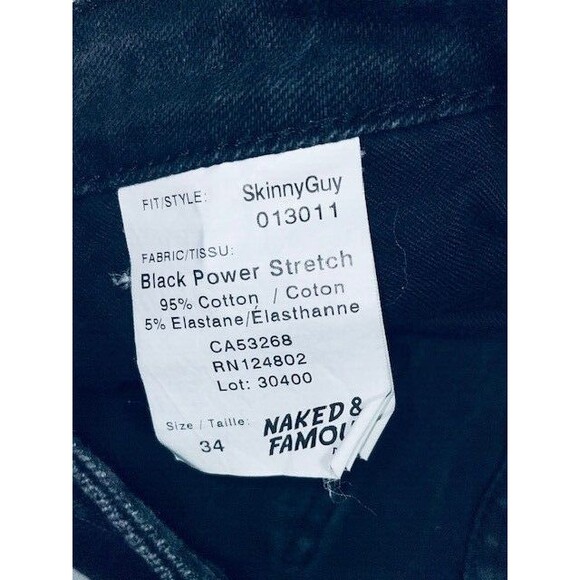 FIT/STYLE: SkinnyGuy
013011
FABRIC/TISSU:
Black Power Stretch
95% Cotton / Coton
5% Elastane/Élasthanne
CA53268
RN124802
Lot: 30400
Size / Taille: 34
NAKED &